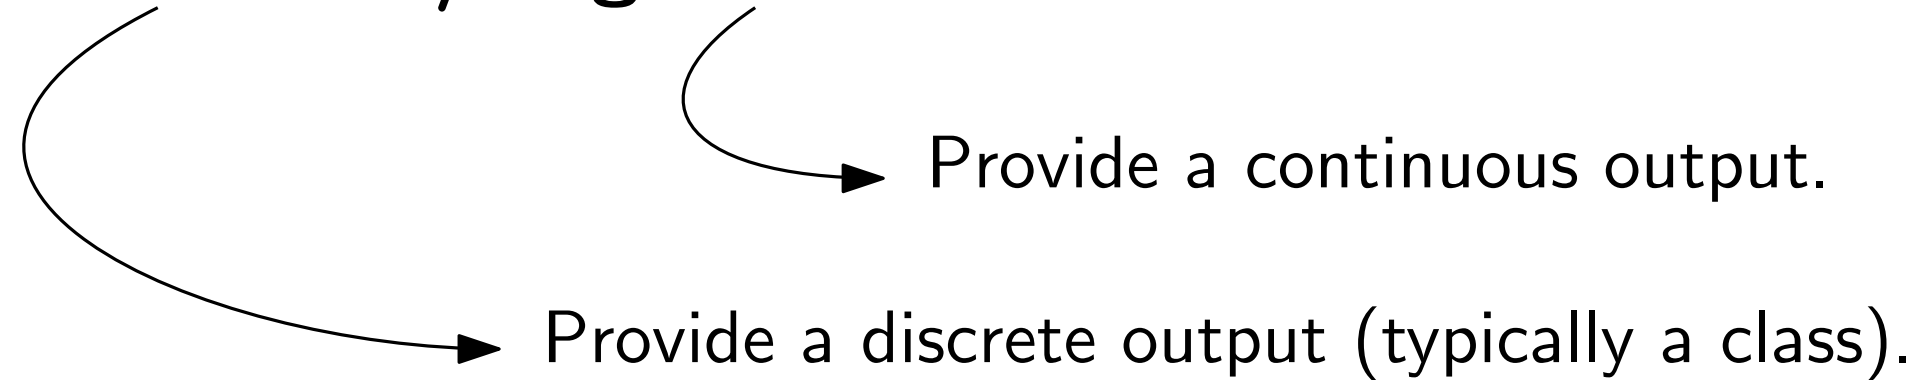 Provide a continuous output.
Provide a discrete output (typically a class).